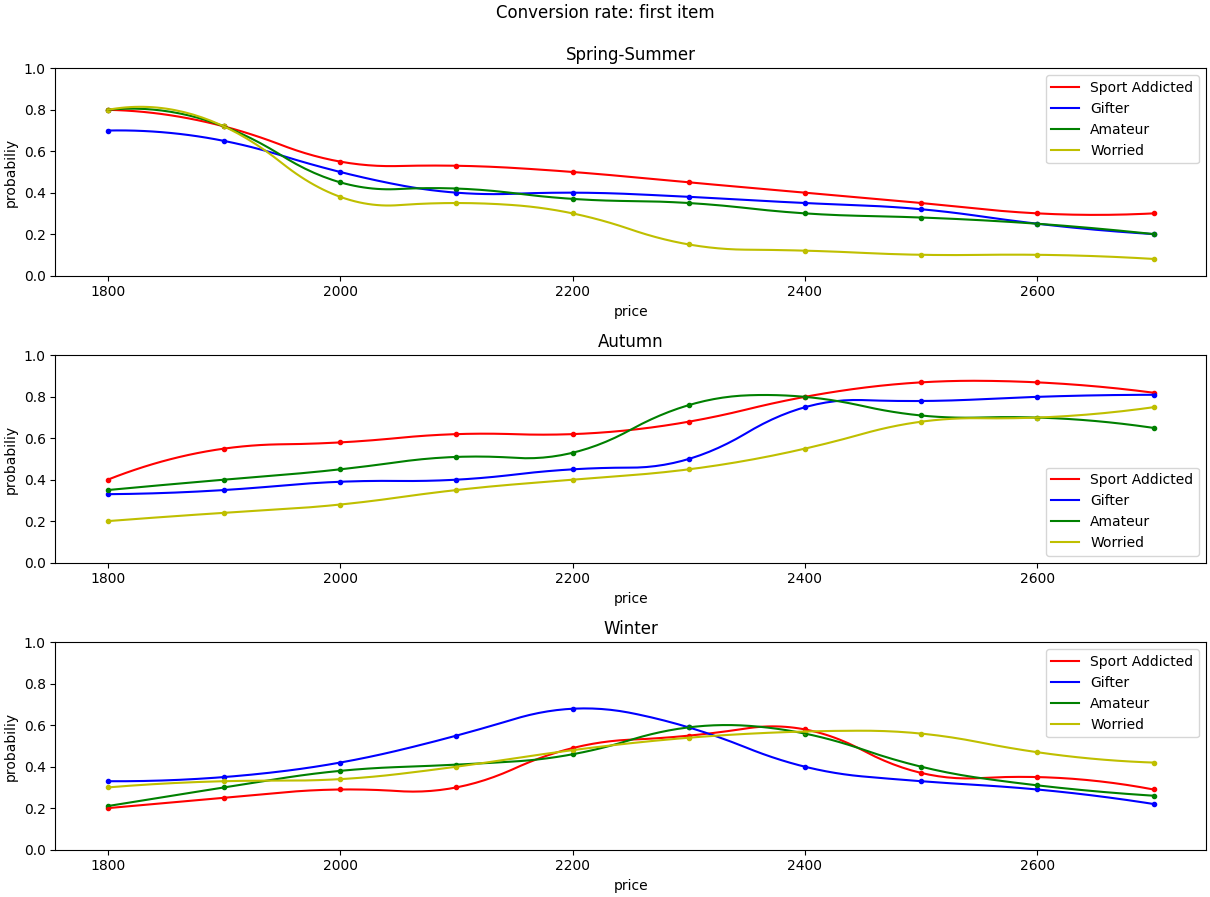 Conversion rate: first item
Spring-Summer
1.0
0.8
0.6
0.4
0.2
0.0
probabiliy
Sport Addicted
Gifter
Amateur
Worried
1800 2000 2200 2400 2600
price
Autumn
1.0
0.8
0.6
0.4
0.2
0.0
probabiliy
Sport Addicted
Gifter
Amateur
Worried
1800 2000 2200 2400 2600
price
Winter
1.0
0.8
0.6
0.4
0.2
0.0
probabiliy
Sport Addicted
Gifter
Amateur
Worried
1800 2000 2200 2400 2600
price